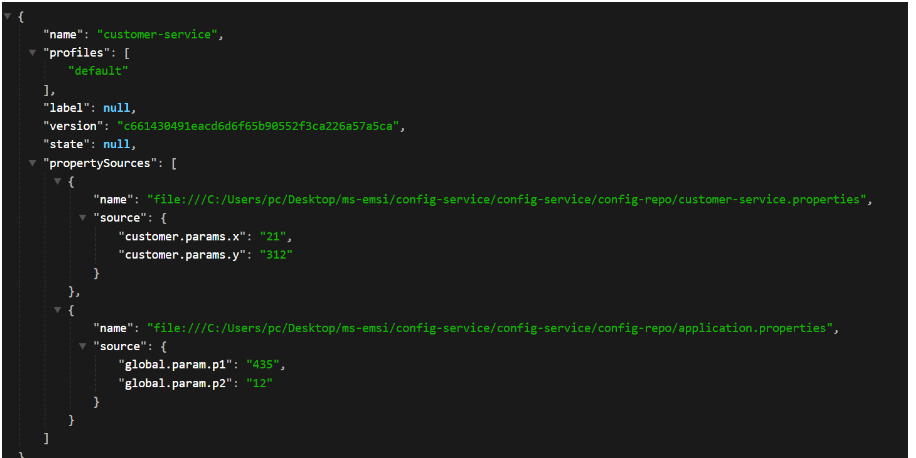 {
"name": "customer-service",
"profiles": [
"default"
],
"label": null,
"version": "c661430491eacd6d6f65b90552f3ca226a57a5ca",
"state": null,
"propertySources": [
{
"name": "file:///C:/Users/pc/Desktop/ms-emsi/config-service/config-service/config-repo/customer-service.properties",
"source": {
"customer.params.x": "21",
"customer.params.y": "312"
}
},
{
"name": "file:///C:/Users/pc/Desktop/ms-emsi/config-service/config-service/config-repo/application.properties",
"source": {
"global.param.p1": "435",
"global.param.p2": "12"
}
}
]
}